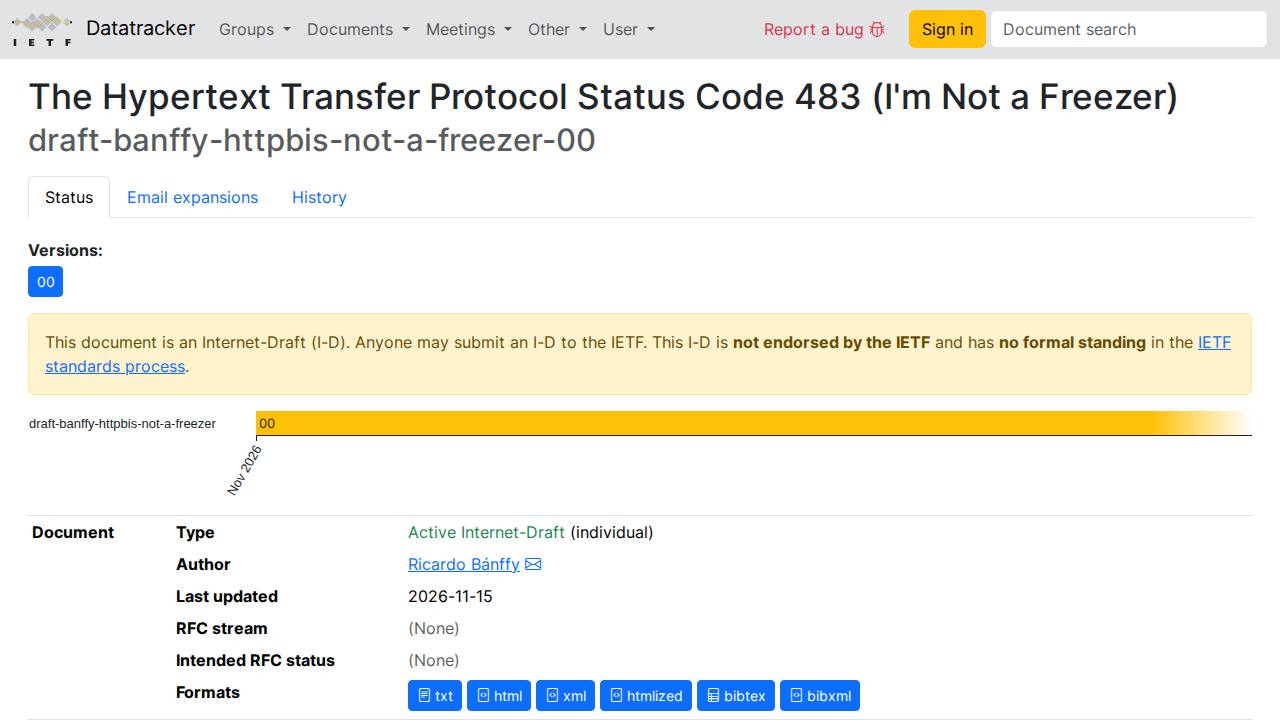 I E T F
Datatracker Groups Documents Meetings Other User Report a bug Sign in Document search
The Hypertext Transfer Protocol Status Code 483 (I'm Not a Freezer)
draft-banffy-httpbis-not-a-freezer-00
Status Email expansions History
Versions:
00
This document is an Internet-Draft (I-D). Anyone may submit an I-D to the IETF. This I-D is not endorsed by the IETF and has no formal standing in the IETF
standards process.
draft-banffy-httpbis-not-a-freezer 00
Nov 2026
Document Type Active Internet-Draft (individual)
Author Ricardo Bánffy
Last updated 2026-11-15
RFC stream (None)
Intended RFC status (None)
Formats txt html xml htmlized bibtex bibxml